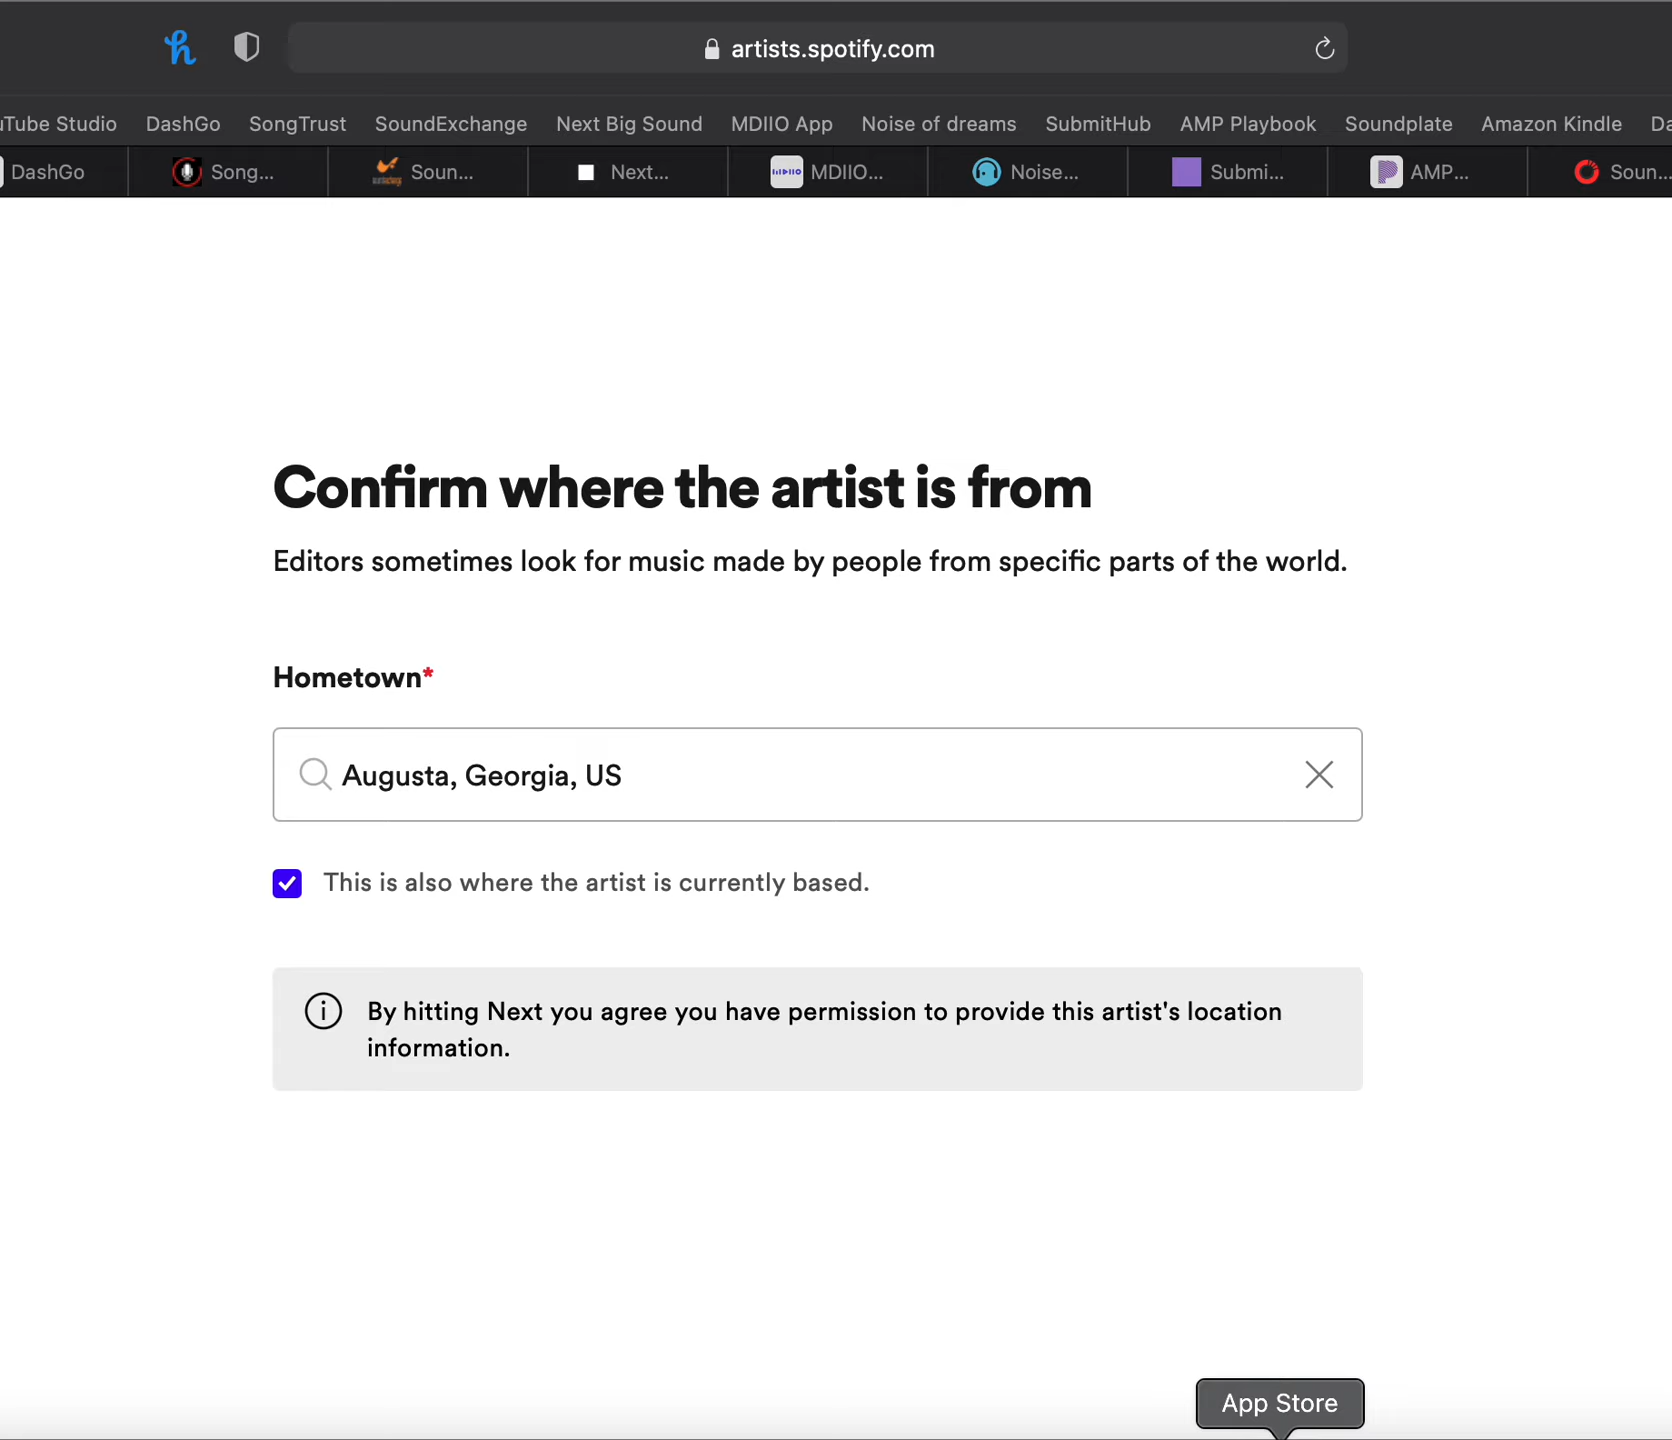 artists.spotify.com
uTube Studio DashGo SongTrust SoundExchange Next Big Sound MDIIO App Noise of dreams SubmitHub AMP Playbook Soundplate Amazon Kindle Da
DashGo Song... Soun... Next... MDIIO... Noise... Submi... AMP... Soun...
Confirm where the artist is from
Editors sometimes look for music made by people from specific parts of the world.
Hometown*
Augusta, Georgia, US
This is also where the artist is currently based.
By hitting Next you agree you have permission to provide this artist's location
information.
App Store